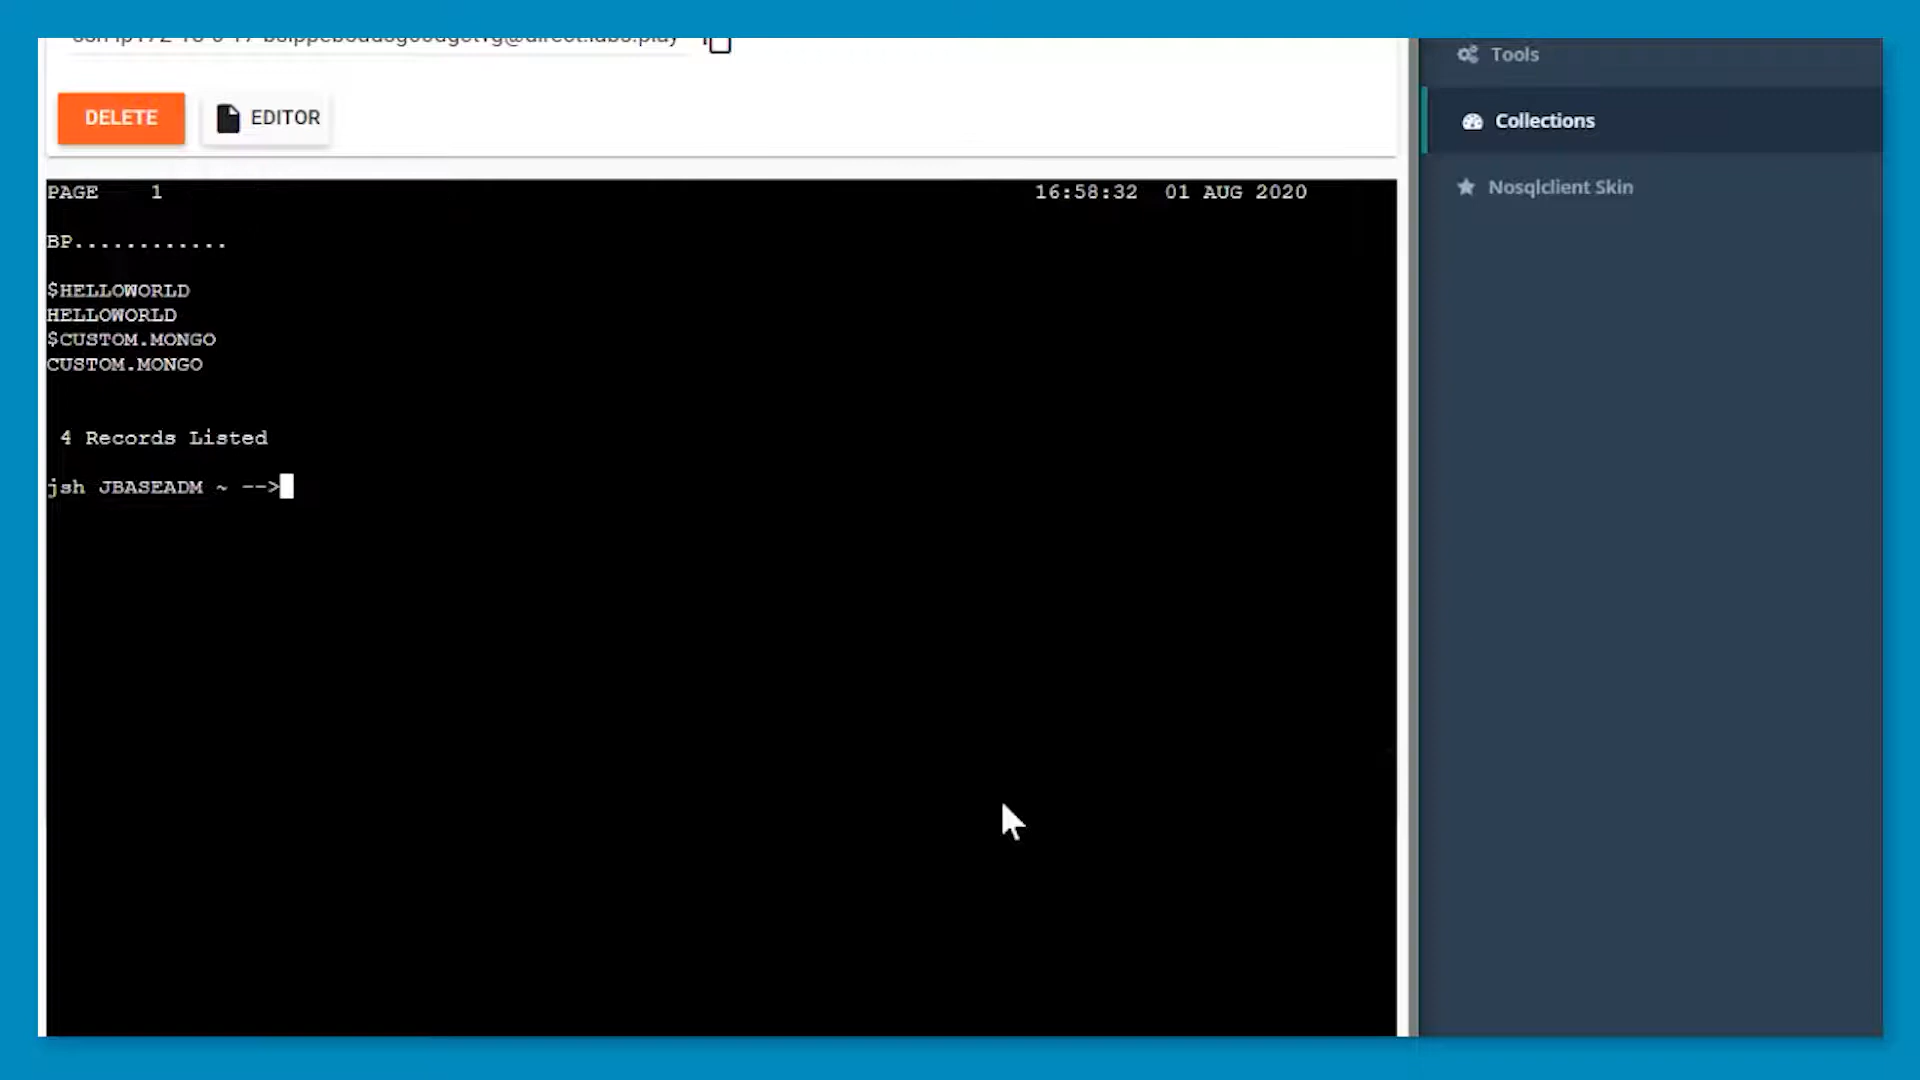 DELETE
EDITOR
PAGE 1 16:58:32 01 AUG 2020
BP............
$HELLOWORLD
HELLOWORLD
$CUSTOM.MONGO
CUSTOM.MONGO
4 Records Listed
jsh JBASEADM ~ -->
Tools
Collections
Nosqlclient Skin